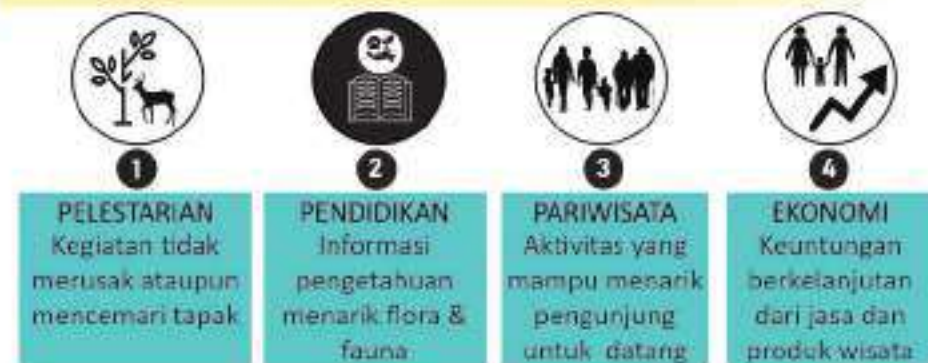 1
PELESTARIAN
Kegiatan tidak
merusak ataupun
mencemari tapak
2
PENDIDIKAN
Informasi
pengetahuan
menarik flora &
fauna
3
PARIWISATA
Aktivitas yang
mampu menarik
pengunjung
untuk datang
4
EKONOMI
Keuntungan
berkelanjutan
dari jasa dan
produk wisata